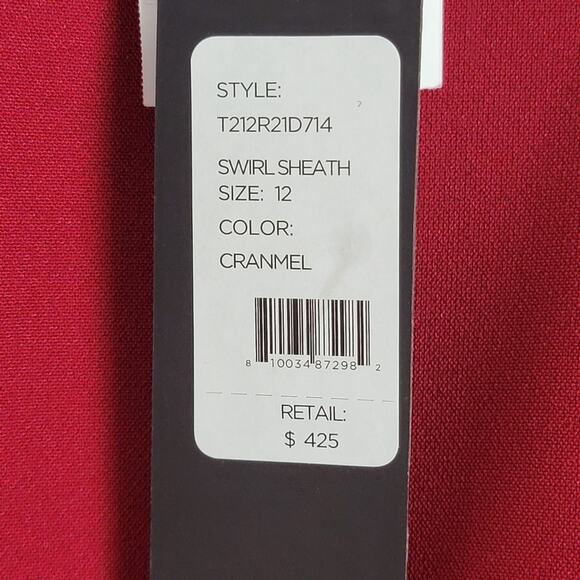 STYLE:
T212R21D714
SWIRL SHEATH
SIZE: 12
COLOR:
CRANMEL
8 10034 87298 2
RETAIL:
$ 425